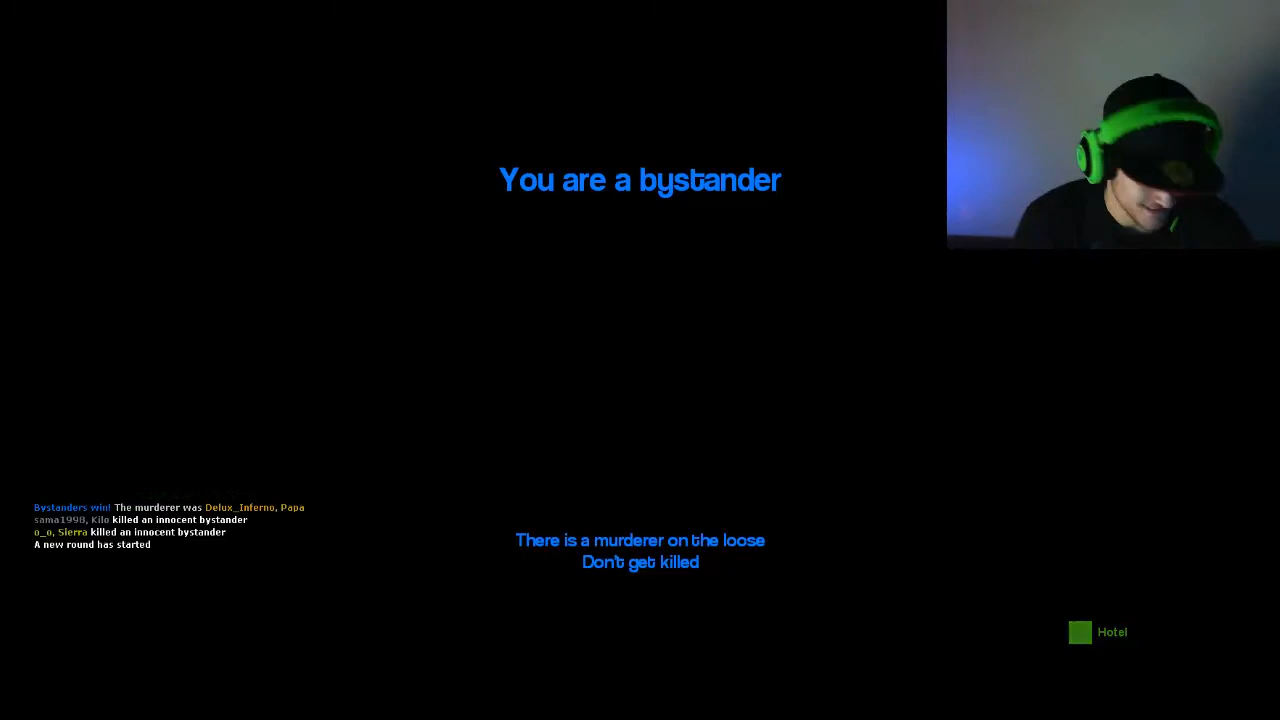 You are a bystander
Bystanders win! The murderer was Delux_Inferno, Papa
sama1998, Kilo killed an innocent bystander
o_o, Sierra killed an innocent bystander
A new round has started
There is a murderer on the loose
Don't get killed
Hotel